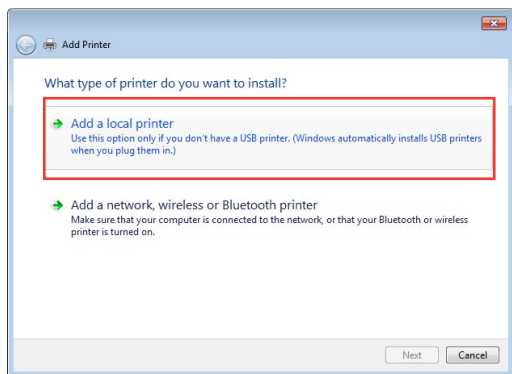 Add Printer
What type of printer do you want to install?
Add a local printer
Use this option only if you don't have a USB printer. (Windows automatically installs USB printers
when you plug them in.)
Add a network, wireless or Bluetooth printer
Make sure that your computer is connected to the network, or that your Bluetooth or wireless
printer is turned on.
Next Cancel